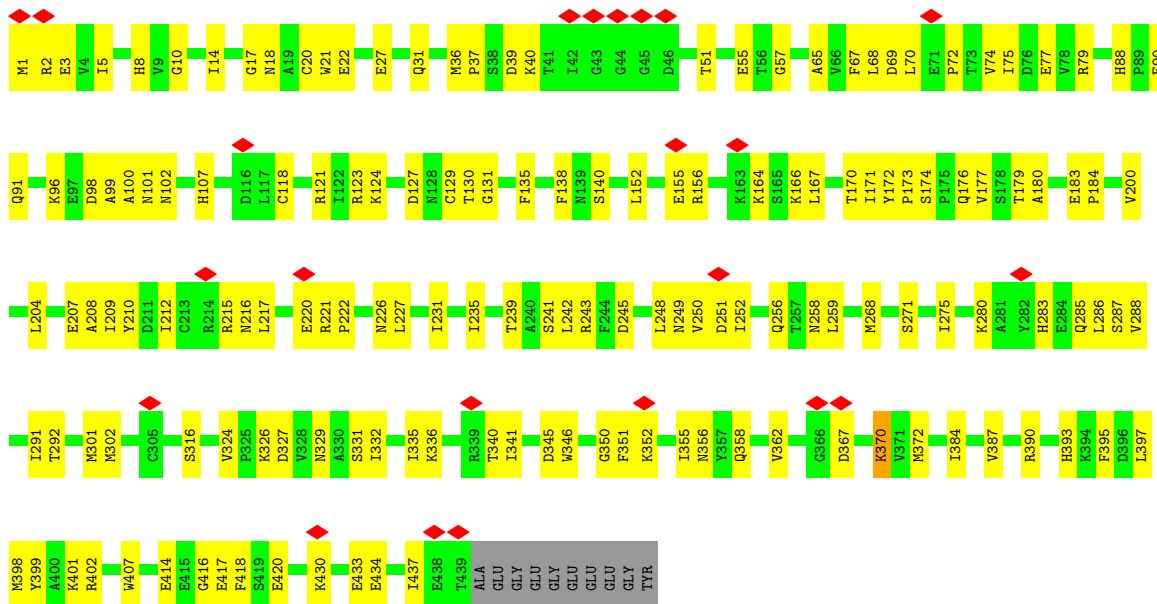 M1 R2 E3 V4 I5 H8 V9 G10 I14 G17 N18 A19 C20 W21 E22 E27 Q31 M36 P37 S38 D39 K40 T41 I42 G43 G44 G45 D46 T51 E55 T56 G57 A65 V66 F67 L68 D69 L70 E71 P72 T73 V74 I75 D76 E77 V78 R79 H88 P89
Q91 K96 E97 D98 A99 A100 N101 N102 H107 D116 L117 C118 R121 I122 R123 K124 D127 N128 C129 T130 G131 F135 F138 N139 S140 L152 E155 R156 K163 K164 S165 K166 L167 T170 I171 Y172 P173 S174 P175 Q176 V177 S178 T179 A180 E183 P184 V200
L204 E207 A208 I209 Y210 D211 I212 C213 R214 R215 N216 L217 E220 R221 P222 N226 L227 I231 I235 T239 A240 S241 L242 R243 F244 D245 L248 N249 V250 D251 I252 Q256 T257 N258 L259 M268 S271 I275 K280 A281 Y282 H283 E284 Q285 L286 S287 V288
I291 T292 M301 M302 C305 S316 V324 P325 K326 D327 V328 N329 A330 S331 I332 I335 K336 R339 T340 I341 D345 W346 G350 F351 K352 I355 N356 Y357 Q358 V362 G366 D367 K370 V371 M372 I384 V387 R390 H393 K394 F395 D396 L397
M398 Y399 A400 K401 R402 W407 E414 E415 G416 E417 F418 S419 E420 K430 E433 E434 I437 E438 T439 ALA GLU GLY GLU GLY GLU GLU GLU GLY TYR